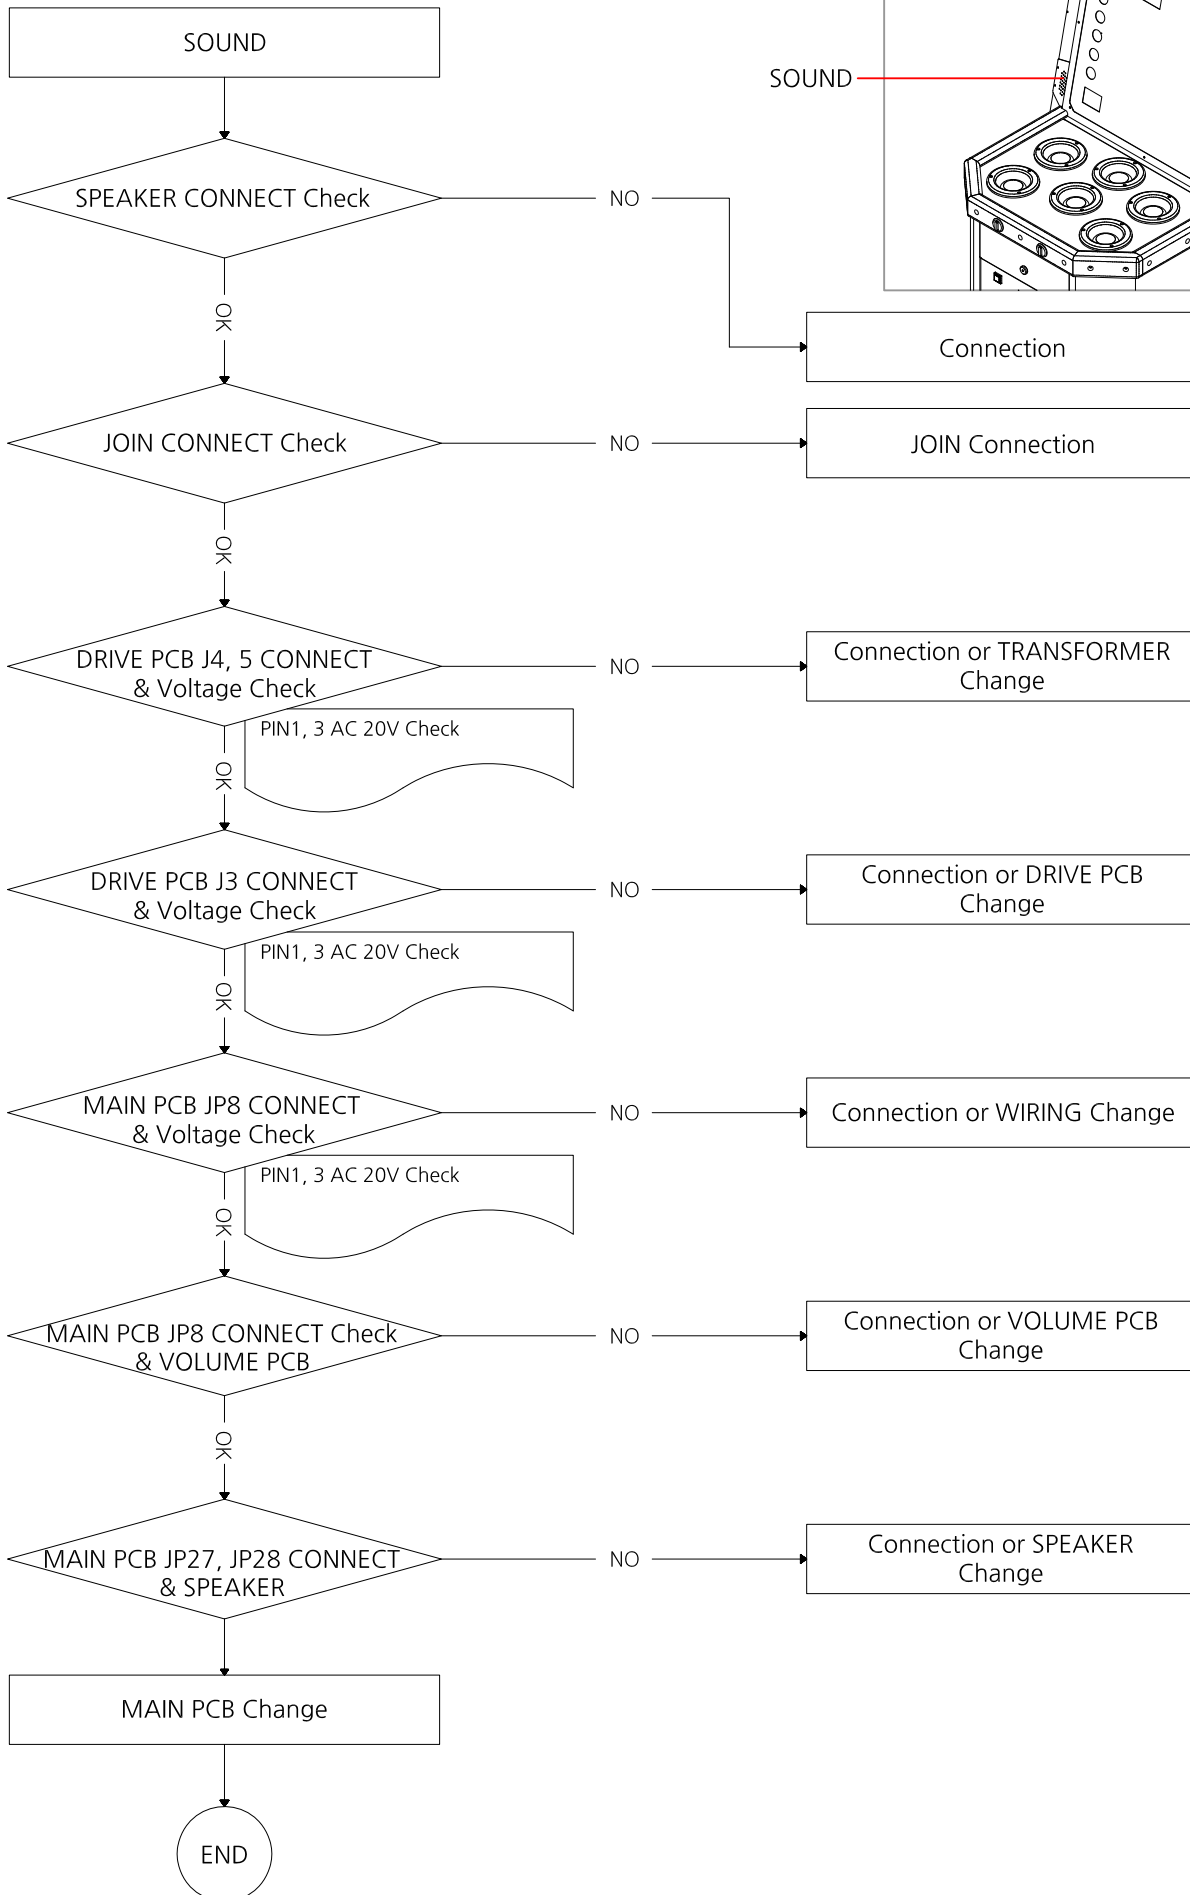 SOUND
SOUND
SPEAKER CONNECT Check
NO
Connection
OK
JOIN CONNECT Check
NO
JOIN Connection
OK
DRIVE PCB J4, 5 CONNECT
& Voltage Check
NO
Connection or TRANSFORMER
Change
PIN1, 3 AC 20V Check
OK
DRIVE PCB J3 CONNECT
& Voltage Check
NO
Connection or DRIVE PCB
Change
PIN1, 3 AC 20V Check
OK
MAIN PCB JP8 CONNECT
& Voltage Check
NO
Connection or WIRING Change
PIN1, 3 AC 20V Check
OK
MAIN PCB JP8 CONNECT Check
& VOLUME PCB
NO
Connection or VOLUME PCB
Change
OK
MAIN PCB JP27, JP28 CONNECT
& SPEAKER
NO
Connection or SPEAKER
Change
MAIN PCB Change
END